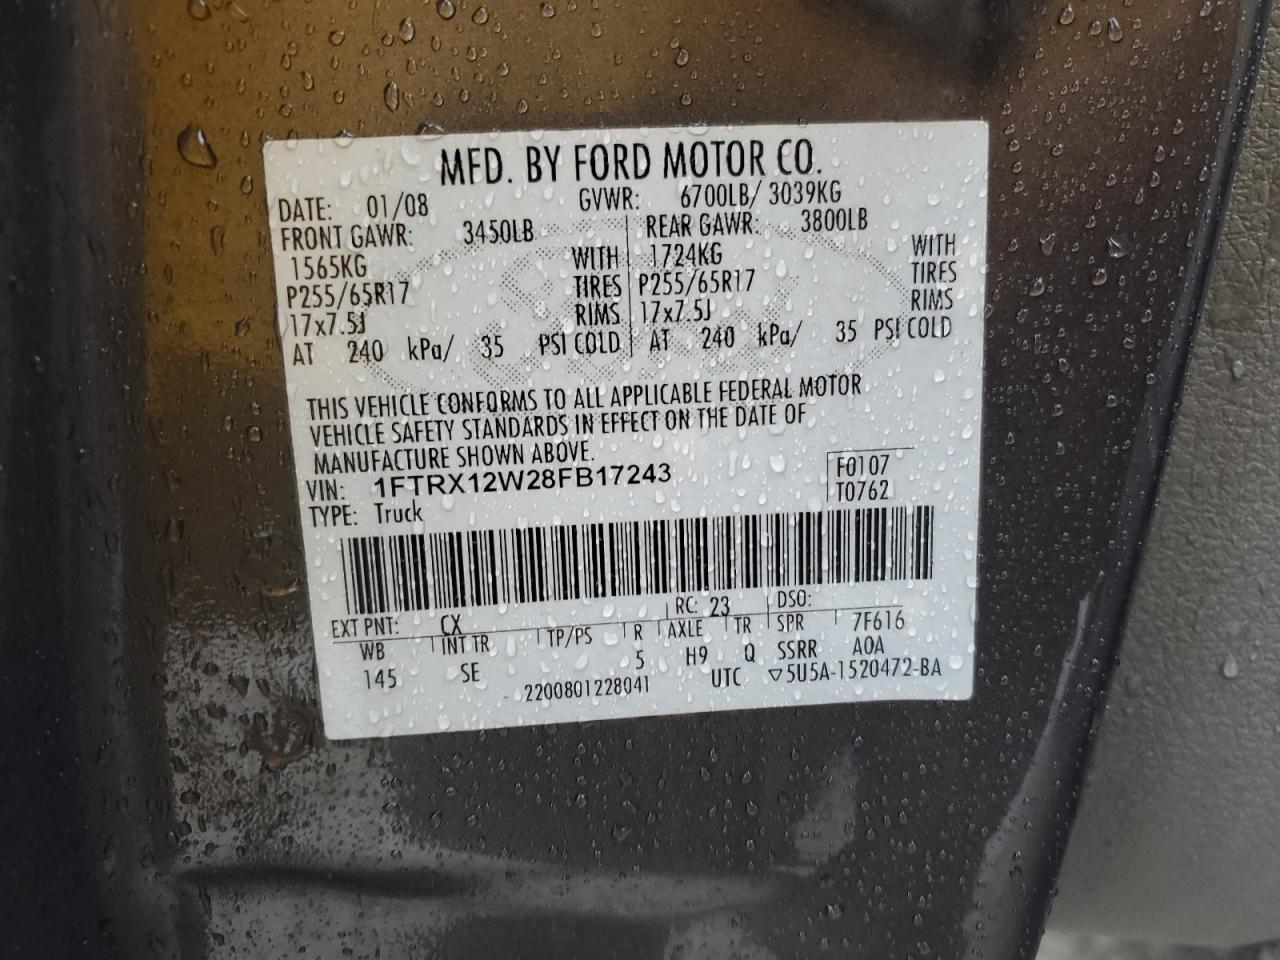 MFD. BY FORD MOTOR CO.
DATE: 01/08 GVWR: 6700LB/ 3039KG
FRONT GAWR: 3450LB REAR GAWR: 3800LB
1565KG WITH 1724KG WITH
P255/65R17 TIRES P255/65R17 TIRES
17x7.5J RIMS 17x7.5J RIMS
AT 240 kPa/ 35 PSI COLD AT 240 kPa/ 35 PSI COLD
THIS VEHICLE CONFORMS TO ALL APPLICABLE FEDERAL MOTOR
VEHICLE SAFETY STANDARDS IN EFFECT ON THE DATE OF
MANUFACTURE SHOWN ABOVE.
VIN: 1FTRX12W28FB17243 F0107
TYPE: Truck T0762
EXT PNT: CX RC: 23 DSO:
WB INT TR TP/PS R AXLE TR SPR 7F616
145 SE 5 H9 Q SSRR A0A
2200801228041 UTC ▽5U5A-1520472-BA